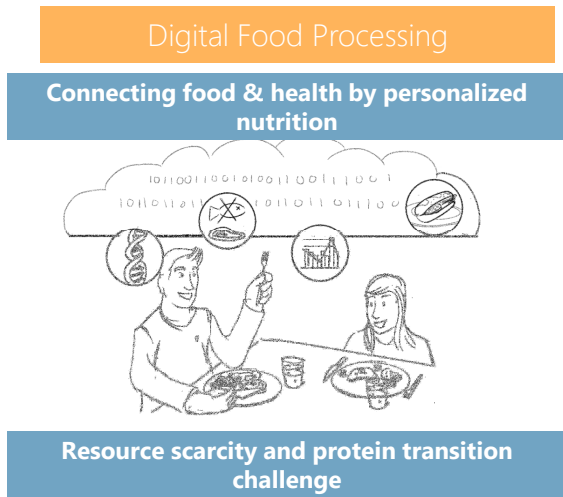 Digital Food Processing
Connecting food & health by personalized
nutrition
Resource scarcity and protein transition
challenge